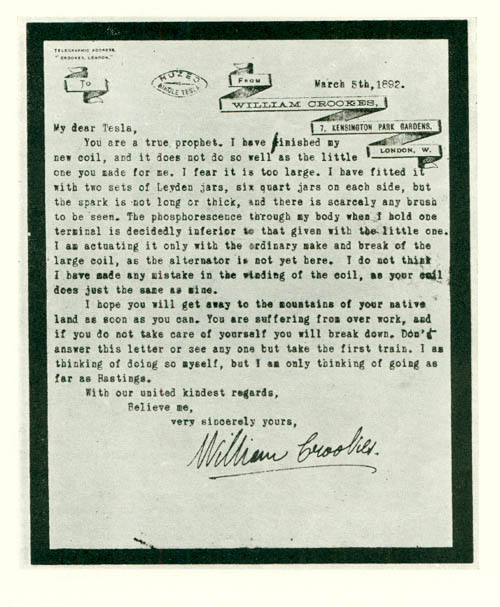 TELEGRAPHIC ADDRESS,
"CROOKES, LONDON."
To
MUZEJ
NIKOLE TESLE
From
March 5th, 1892.
WILLIAM CROOKES,
7, KENSINGTON PARK GARDENS,
LONDON, W.
My dear Tesla,
You are a true prophet. I have finished my
new coil, and it does not do so well as the little
one you made for me. I fear it is too large. I have fitted it
with two sets of Leyden jars, six quart jars on each side, but
the spark is not long or thick, and there is scarcely any brush
to be seen. The phosphorescence through my body when I hold one
terminal is decidedly inferior to that given with the little one.
I am actuating it only with the ordinary make and break of the
large coil, as the alternator is not yet here. I do not think
I have made any mistake in the winding of the coil, as your coil
does just the same as mine.
I hope you will get away to the mountains of your native
land as soon as you can. You are suffering from over work, and
if you do not take care of yourself you will break down. Don't
answer this letter or see any one but take the first train. I am
thinking of doing so myself, but I am only thinking of going as
far as Hastings.
With our united kindest regards,
Believe me,
very sincerely yours,
William Crookes.